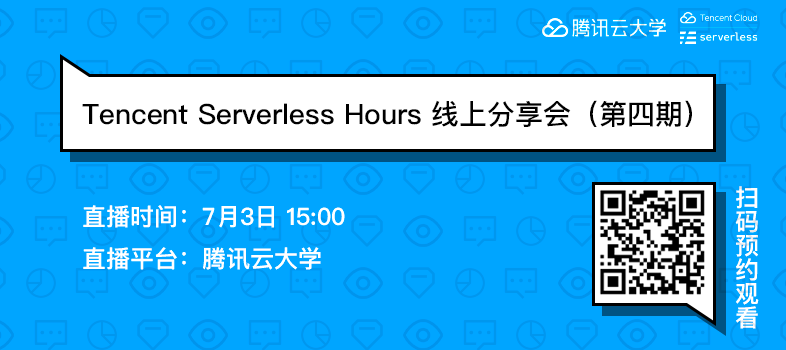 腾讯云大学
Tencent Cloud
serverless
Tencent Serverless Hours 线上分享会（第四期）
直播时间：7月3日 15:00
直播平台：腾讯云大学
扫码预约观看